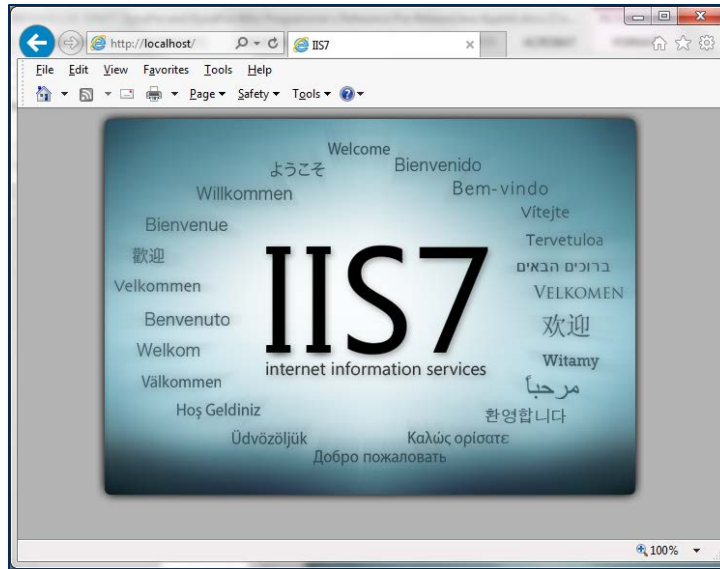 http://localhost/
IIS7
File Edit View Favorites Tools Help
Page Safety Tools
Welcome
ようこそ
Bienvenido
Willkommen
Bem-vindo
Bienvenue
Vítejte
Tervetuloa
歡迎
ברוכים הבאים
Velkommen
VELKOMEN
IIS7
Benvenuto
欢迎
Welkom
internet information services
Witamy
Välkommen
مرحباً
Hoş Geldiniz
환영합니다
Üdvözöljük
Καλώς ορίσατε
Добро пожаловать
100%